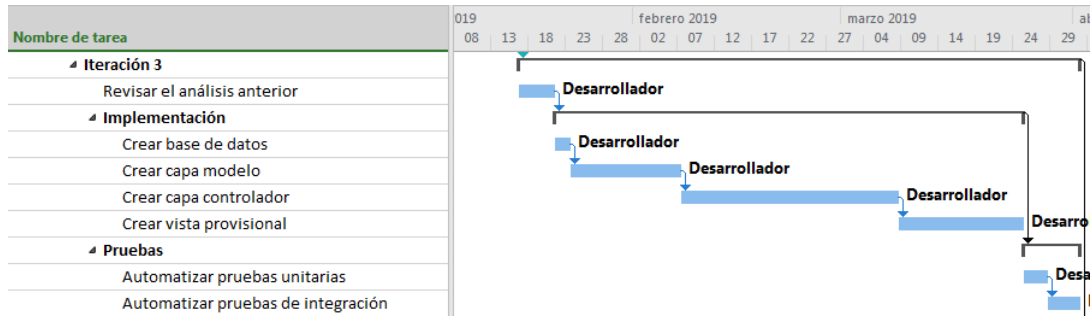 019 febrero 2019 marzo 2019 ab
Nombre de tarea 08 13 18 23 28 02 07 12 17 22 27 04 09 14 19 24 29
Iteración 3
Revisar el análisis anterior Desarrollador
Implementación
Crear base de datos Desarrollador
Crear capa modelo Desarrollador
Crear capa controlador Desarrollador
Crear vista provisional Desarro
Pruebas
Automatizar pruebas unitarias Desa
Automatizar pruebas de integración